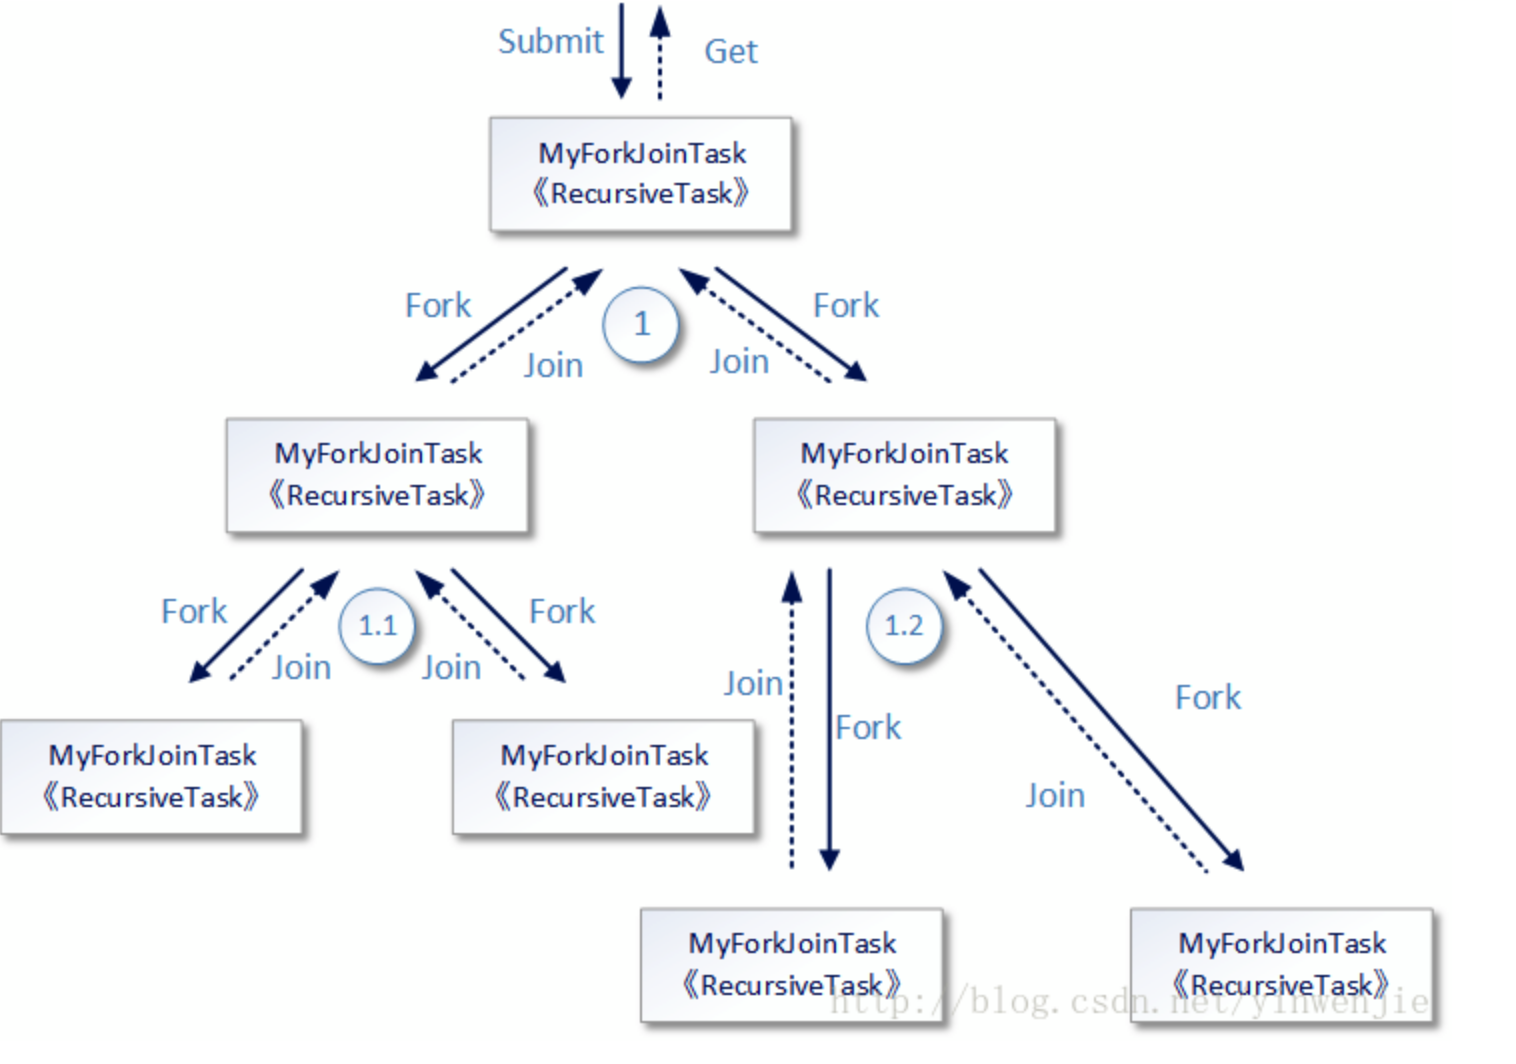 Submit
Get
MyForkJoinTask
《RecursiveTask》
Fork
1
Fork
Join
Join
MyForkJoinTask
《RecursiveTask》
MyForkJoinTask
《RecursiveTask》
Fork
1.1
Fork
1.2
Join
Join
Join
Fork
Fork
MyForkJoinTask
《RecursiveTask》
MyForkJoinTask
《RecursiveTask》
Join
MyForkJoinTask
《RecursiveTask》
MyForkJoinTask
《RecursiveTask》
http://blog.csdn.net/yinwenjie